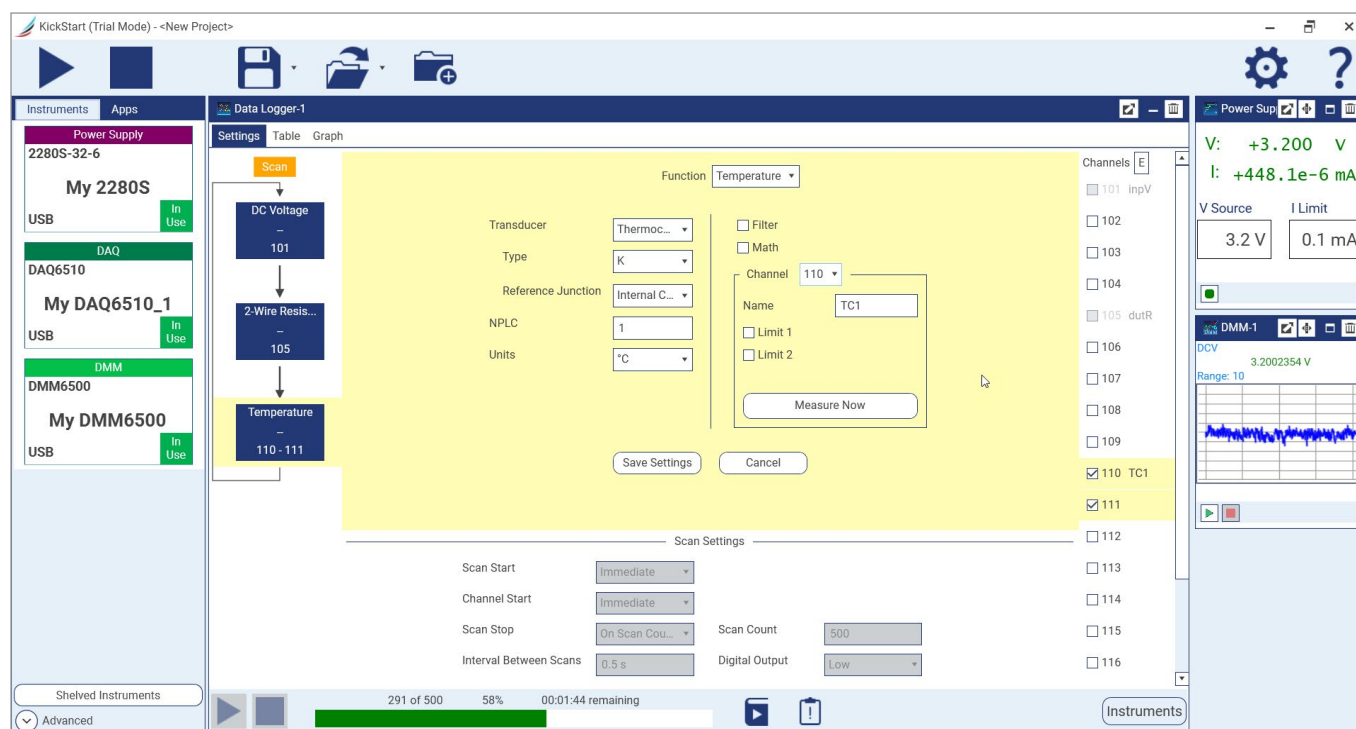 KickStart (Trial Mode) - <New Project>
Instruments Apps
Power Supply
2280S-32-6
My 2280S
USB
In Use
DAQ
DAQ6510
My DAQ6510_1
USB
In Use
DMM
DMM6500
My DMM6500
USB
In Use
Shelved Instruments
Advanced
Data Logger-1
Settings Table Graph
Scan
DC Voltage
--
101
2-Wire Resis...
--
105
Temperature
--
110 - 111
Function Temperature
Transducer Thermoc...
Type K
Reference Junction Internal C...
NPLC 1
Units °C
Filter
Math
Channel 110
Name TC1
Limit 1
Limit 2
Measure Now
Save Settings Cancel
Scan Settings
Scan Start Immediate
Channel Start Immediate
Scan Stop On Scan Cou... Scan Count 500
Interval Between Scans 0.5 s Digital Output Low
Channels E
101 inpV
102
103
104
105 dutR
106
107
108
109
110 TC1
111
112
113
114
115
116
291 of 500 58% 00:01:44 remaining
Instruments
Power Sup
V: +3.200 V
I: +448.1e-6 mA
V Source I Limit
3.2 V 0.1 mA
DMM-1
DCV
3.2002354 V
Range: 10